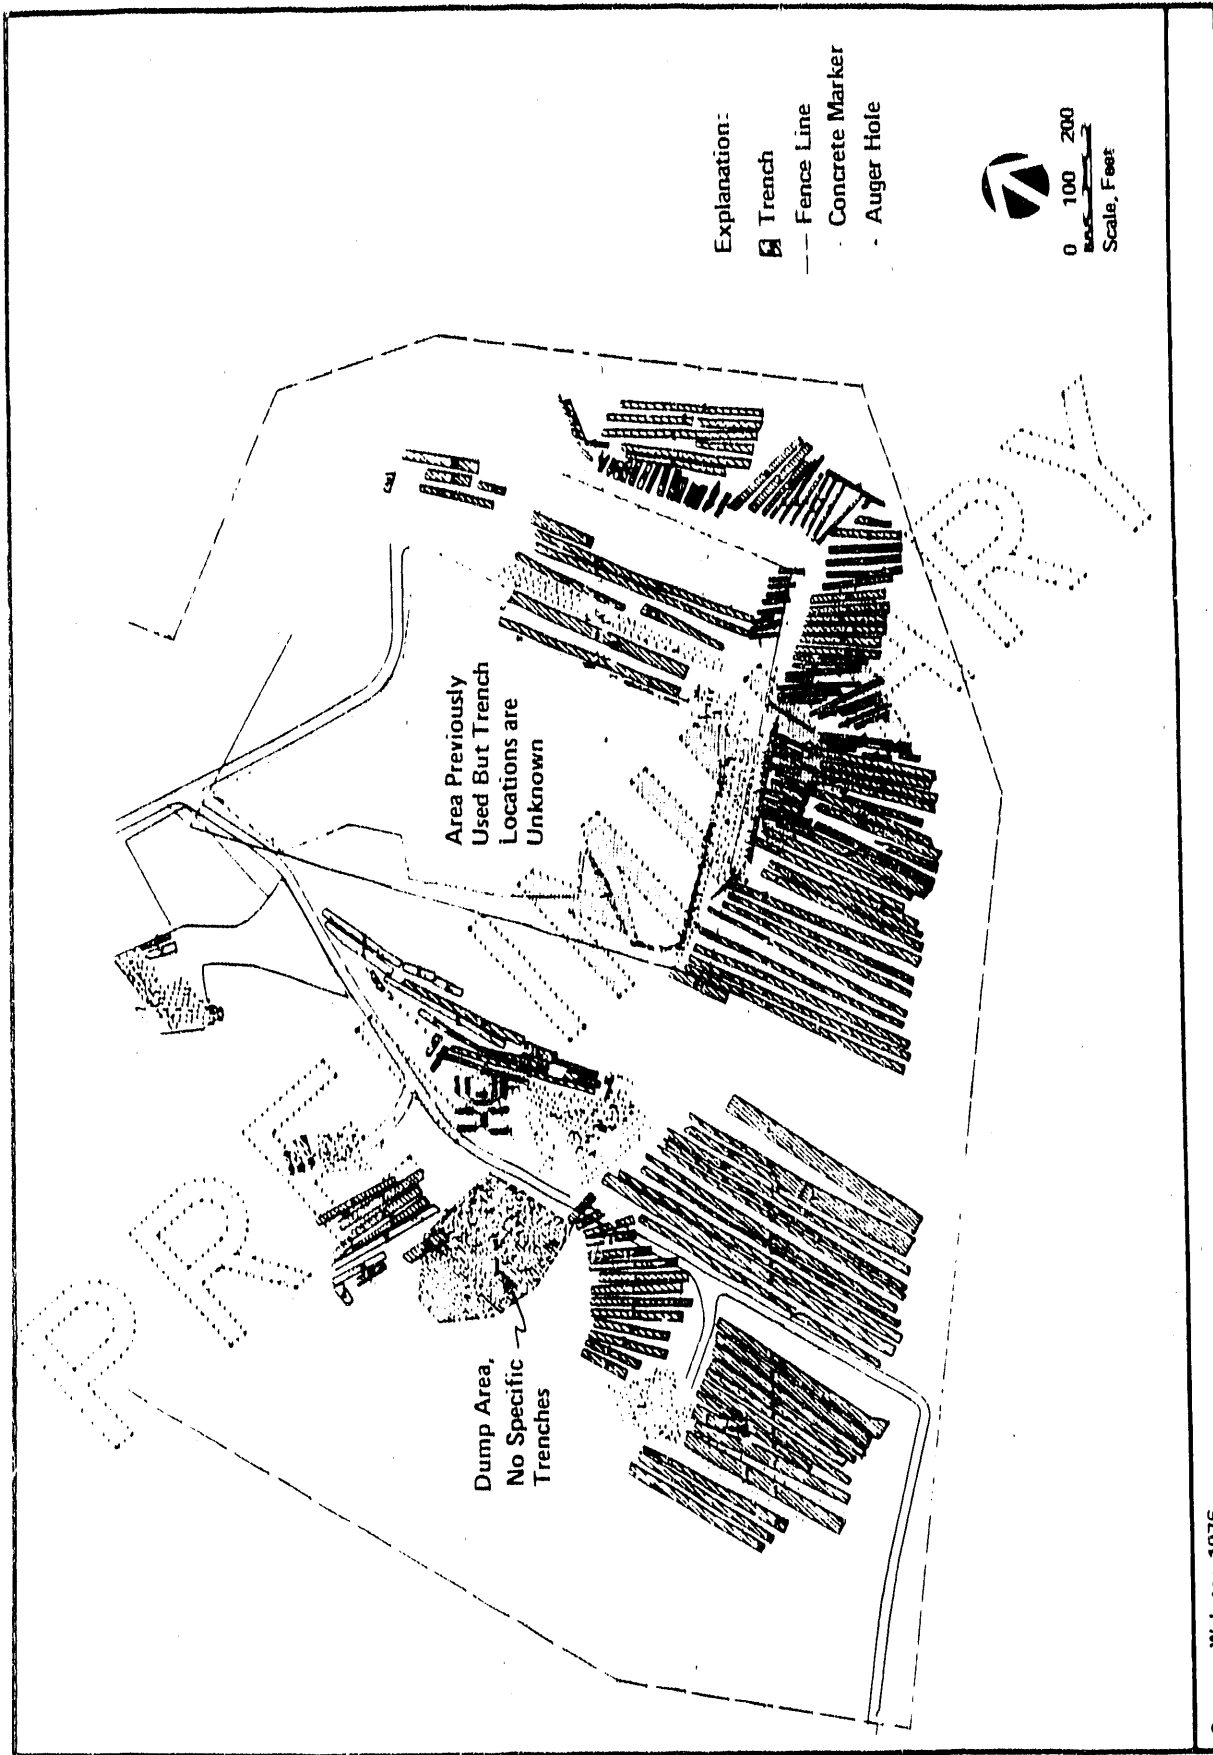 PRELIMINARY
Explanation:
Trench
Fence Line
Concrete Marker
Auger Hole
0 100 200
Scale, Feet
Area Previously
Used But Trench
Locations are
Unknown
Dump Area,
No Specific
Trenches
1976